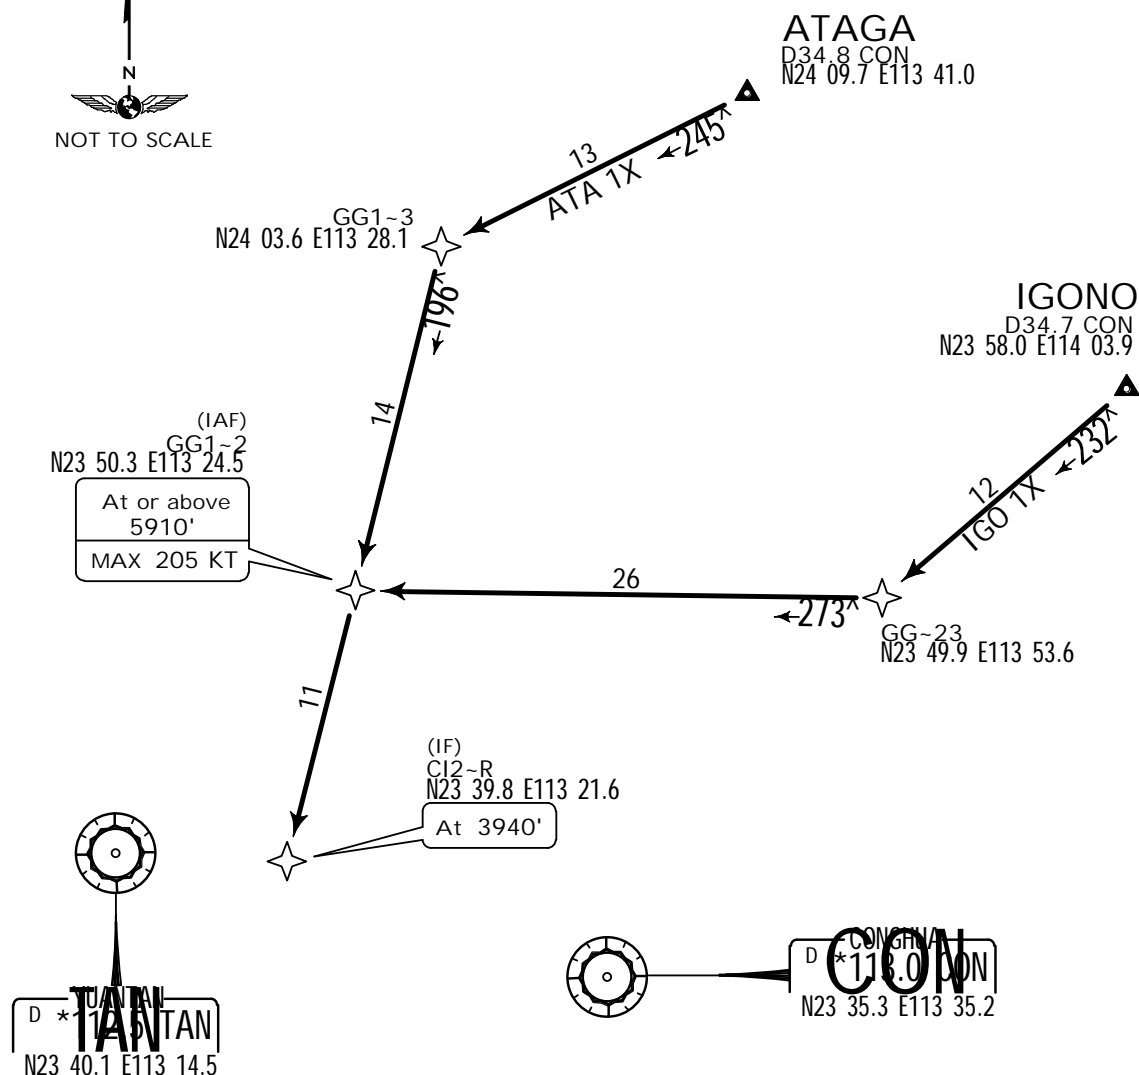 ATAGA
D34.8 CON
N24 09.7 E113 41.0
N
NOT TO SCALE
245^
13
ATA 1X
GG1~3
N24 03.6 E113 28.1
196^
14
IGONO
D34.7 CON
N23 58.0 E114 03.9
232^
12
IGO 1X
(IAF)
GG1~2
N23 50.3 E113 24.5
At or above
5910'
MAX 205 KT
26
273^
GG~23
N23 49.9 E113 53.6
11
(IF)
CI2~R
N23 39.8 E113 21.6
At 3940'
CONGHUA
CON
D *113.0 CON
N23 35.3 E113 35.2
YUANTAN
TAN
D TAN
N23 40.1 E113 14.5